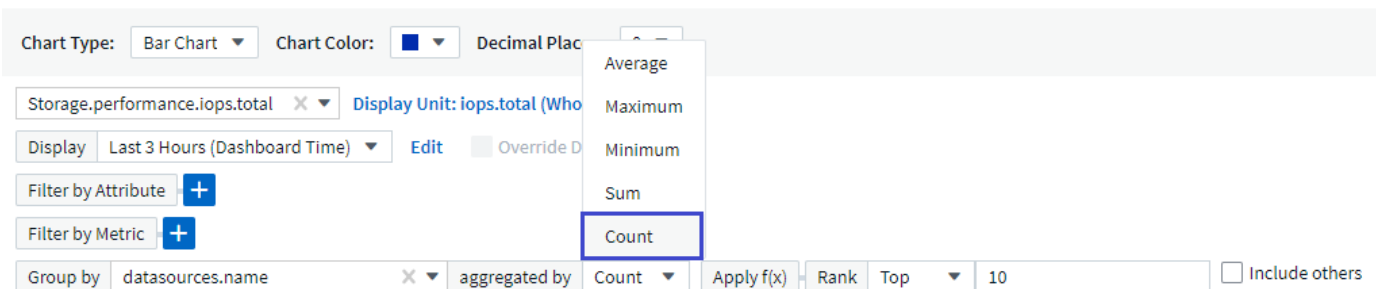 Chart Type: Bar Chart Chart Color: Decimal Plac
Average
Storage.performance.iops.total Display Unit: iops.total (Who
Maximum
Display Last 3 Hours (Dashboard Time) Edit Override D
Minimum
Filter by Attribute
Sum
Filter by Metric
Count
Group by datasources.name aggregated by Count Apply f(x) Rank Top 10 Include others